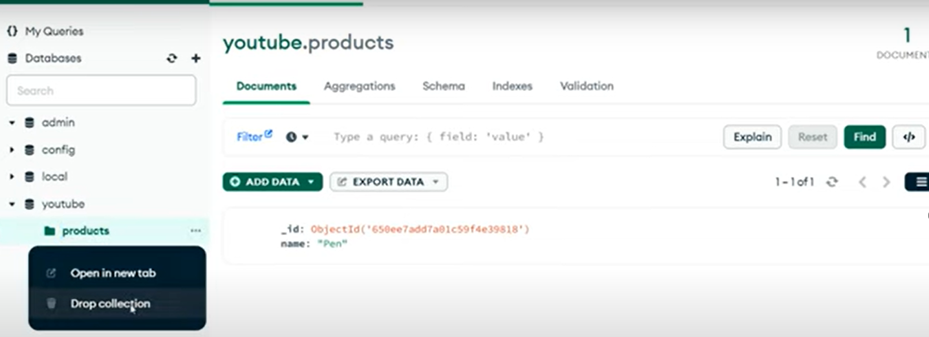 My Queries
Databases
Search
admin
config
local
youtube
products
Open in new tab
Drop collection
youtube.products
1
DOCUMENT
Documents Aggregations Schema Indexes Validation
Filter Type a query: { field: 'value' } Explain Reset Find </>
ADD DATA EXPORT DATA 1-1 of 1
_id: ObjectId('650ee7add7a01c59f4e39818')
name: "Pen"